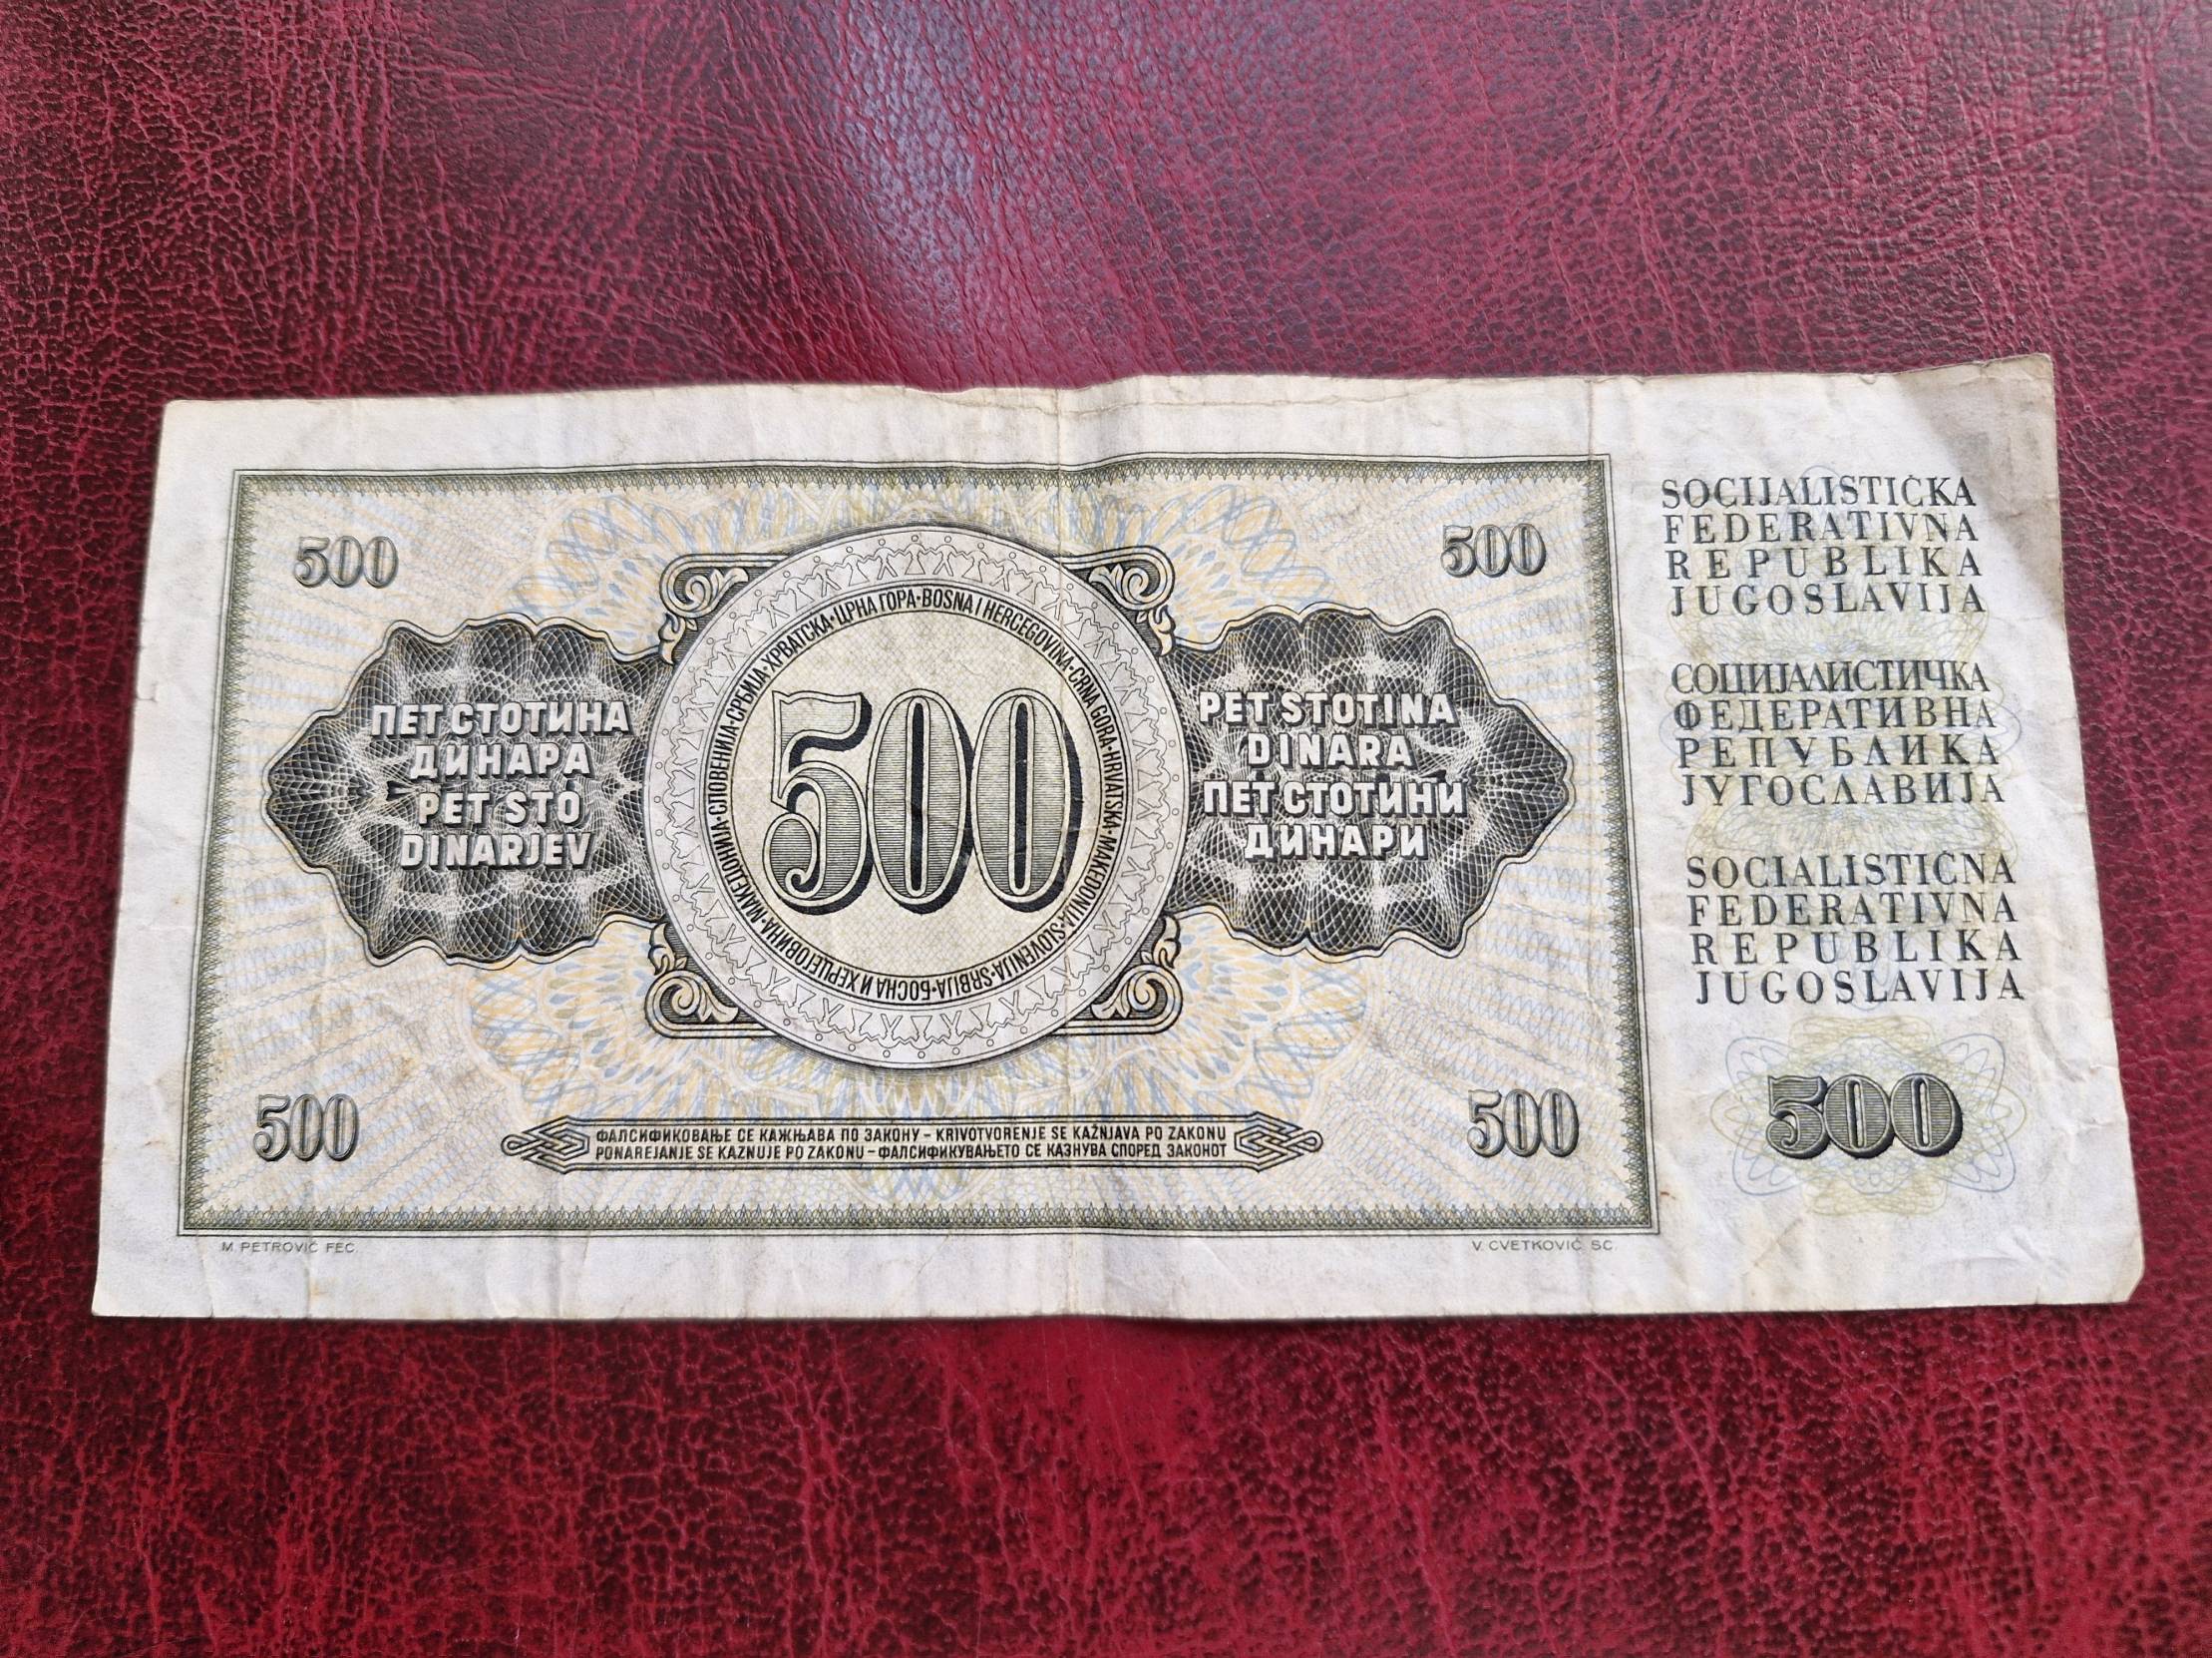 500
500
ПЕТ СТОТИНА
ДИНАРА
PET STO
DINARJEV
БОСНА И ХЕРЦЕГОВИНА·МАКЕДОНИЈА·СЛОВЕНИЈА·СРБИЈА·ХРВАТСКА·ЦРНА ГОРА·BOSNA I HERCEGOVINA·CRNA GORA·HRVATSKA·MAKEDONIJA·SLOVENIJA·SRBIJA·
500
PET STOTINA
DINARA
ПЕТ СТОТИНИ
ДИНАРИ
500
500
ФАЛСИФИКОВАЊЕ СЕ КАЖЊАВА ПО ЗАКОНУ – KRIVOTVORENJE SE KAŽNJAVA PO ZAKONU
PONAREJANJE SE KAZNUJE PO ZAKONU – ФАЛСИФИКУВАЊЕТО СЕ КАЗНУВА СПОРЕД ЗАКОНОТ
M. PETROVIĆ FEC.
V. CVETKOVIĆ SC.
SOCIJALISTIČKA
FEDERATIVNA
REPUBLIKA
JUGOSLAVIJA
СОЦИЈАЛИСТИЧКА
ФЕДЕРАТИВНА
РЕПУБЛИКА
ЈУГОСЛАВИЈА
SOCIALISTIČNA
FEDERATIVNA
REPUBLIKA
JUGOSLAVIJA
500